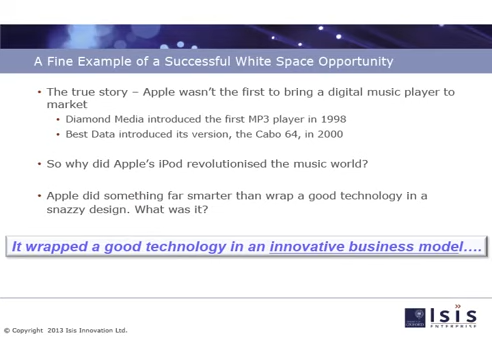 A Fine Example of a Successful White Space Opportunity
• The true story – Apple wasn't the first to bring a digital music player to
market
• Diamond Media introduced the first MP3 player in 1998
• Best Data introduced its version, the Cabo 64, in 2000
• So why did Apple's iPod revolutionised the music world?
• Apple did something far smarter than wrap a good technology in a
snazzy design. What was it?
It wrapped a good technology in an innovative business model….
Isis
ENTERPRISE
© Copyright 2013 Isis Innovation Ltd.